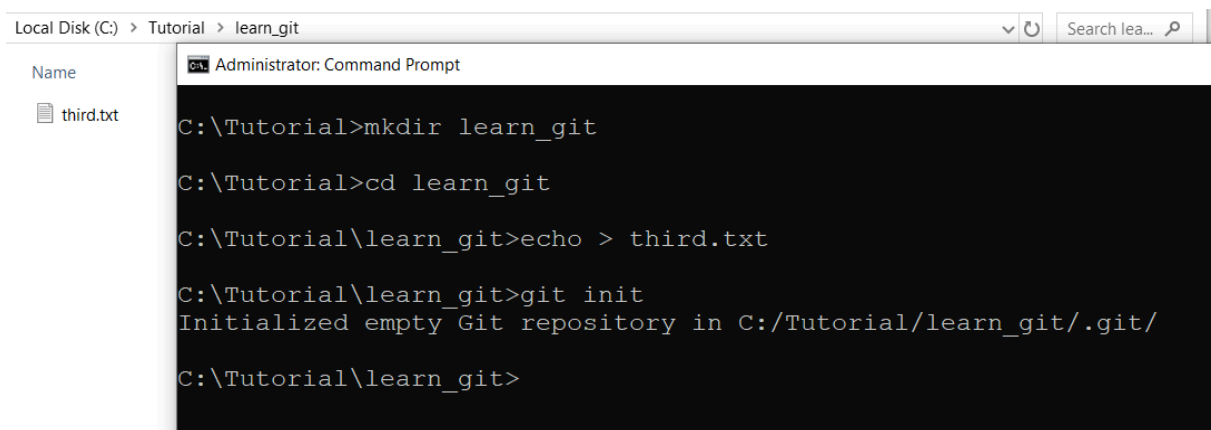 Local Disk (C:) > Tutorial > learn_git
Search lea...
Name
third.txt
C:\.
Administrator: Command Prompt
C:\Tutorial>mkdir learn_git
C:\Tutorial>cd learn_git
C:\Tutorial\learn_git>echo > third.txt
C:\Tutorial\learn_git>git init
Initialized empty Git repository in C:/Tutorial/learn_git/.git/
C:\Tutorial\learn_git>